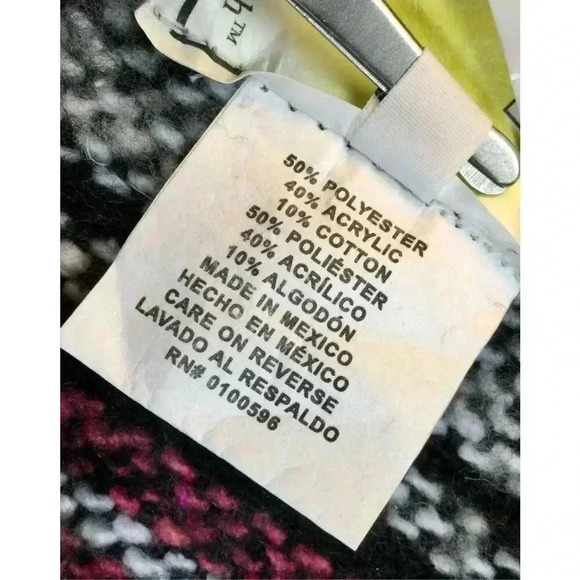 h™
50% POLYESTER
40% ACRYLIC
10% COTTON
50% POLIÉSTER
40% ACRÍLICO
10% ALGODÓN
MADE IN MEXICO
HECHO EN MÉXICO
CARE ON REVERSE
LAVADO AL RESPALDO
RN# 0100596